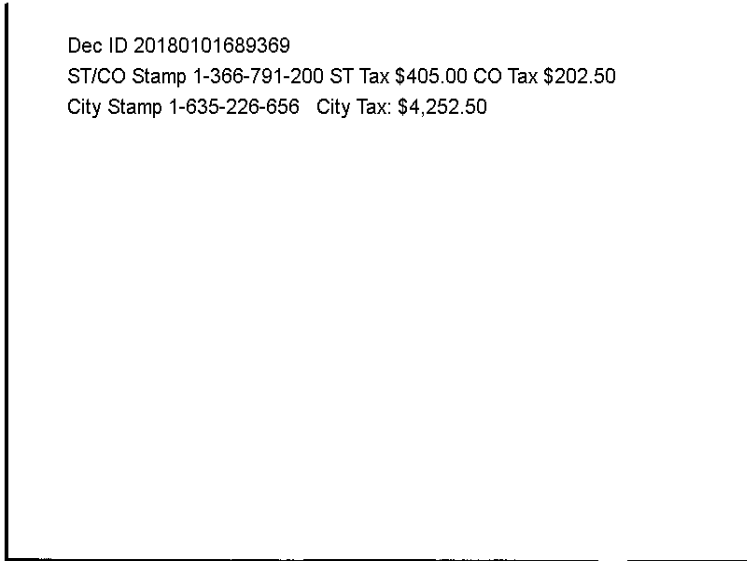 Dec ID 20180101689369
ST/CO Stamp 1-366-791-200 ST Tax $405.00 CO Tax $202.50
City Stamp 1-635-226-656 City Tax: $4,252.50